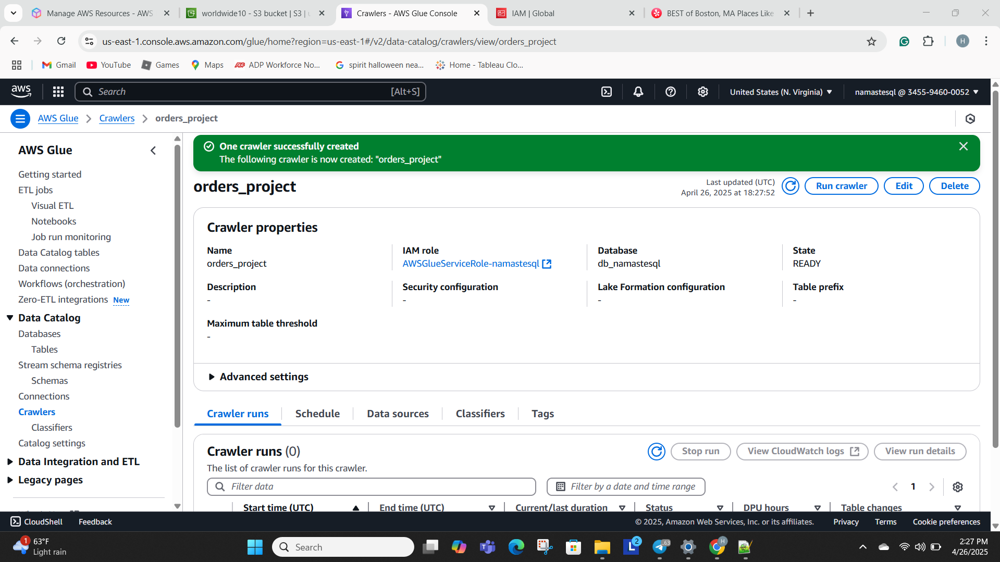 Manage AWS Resources - AWS
worldwide10 - S3 bucket | S3 | u
Crawlers - AWS Glue Console
IAM | Global
BEST of Boston, MA Places Like
us-east-1.console.aws.amazon.com/glue/home?region=us-east-1#/v2/data-catalog/crawlers/view/orders_project
H
Gmail
YouTube
Games
Maps
ADP Workforce No...
spirit halloween nea...
Home - Tableau Clo...
aws
Search
[Alt+S]
United States (N. Virginia)
namastesql @ 3455-9460-0052
AWS Glue
Crawlers
orders_project
AWS Glue
Getting started
ETL jobs
Visual ETL
Notebooks
Job run monitoring
Data Catalog tables
Data connections
Workflows (orchestration)
Zero-ETL integrations New
Data Catalog
Databases
Tables
Stream schema registries
Schemas
Connections
Crawlers
Classifiers
Catalog settings
Data Integration and ETL
Legacy pages
One crawler successfully created
The following crawler is now created: "orders_project"
orders_project
Last updated (UTC)
April 26, 2025 at 18:27:52
Run crawler
Edit
Delete
Crawler properties
Name
orders_project
IAM role
AWSGlueServiceRole-namastesql
Database
db_namastesql
State
READY
Description
-
Security configuration
-
Lake Formation configuration
-
Table prefix
-
Maximum table threshold
-
Advanced settings
Crawler runs
Schedule
Data sources
Classifiers
Tags
Crawler runs (0)
The list of crawler runs for this crawler.
Stop run
View CloudWatch logs
View run details
Filter data
Filter by a date and time range
1
Start time (UTC)
End time (UTC)
Current/last duration
Status
DPU hours
Table changes
CloudShell
Feedback
© 2025, Amazon Web Services, Inc. or its affiliates.
Privacy
Terms
Cookie preferences
1
63°F
Light rain
Search
L
2
63
H
2:27 PM
4/26/2025